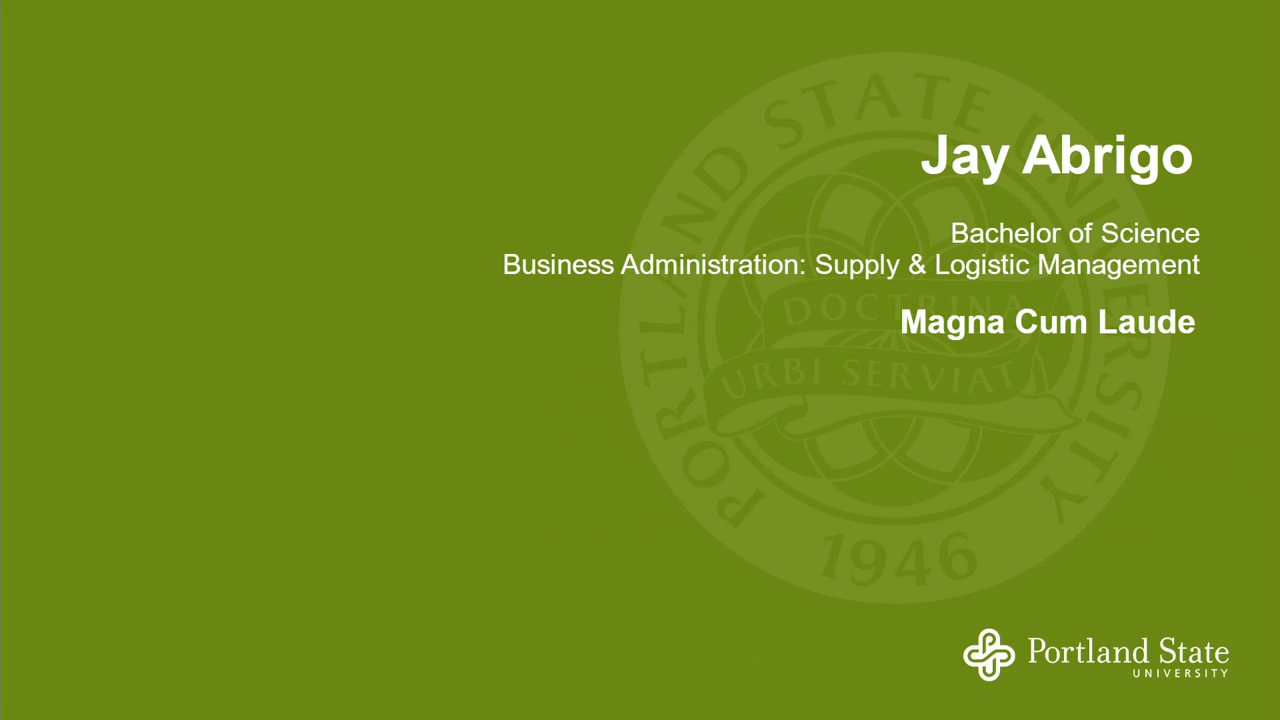 Jay Abrigo
Bachelor of Science
Business Administration: Supply & Logistic Management
Magna Cum Laude
PORTLAND STATE UNIVERSITY
DOCTRINA
URBI SERVIAT
1946
Portland State
UNIVERSITY